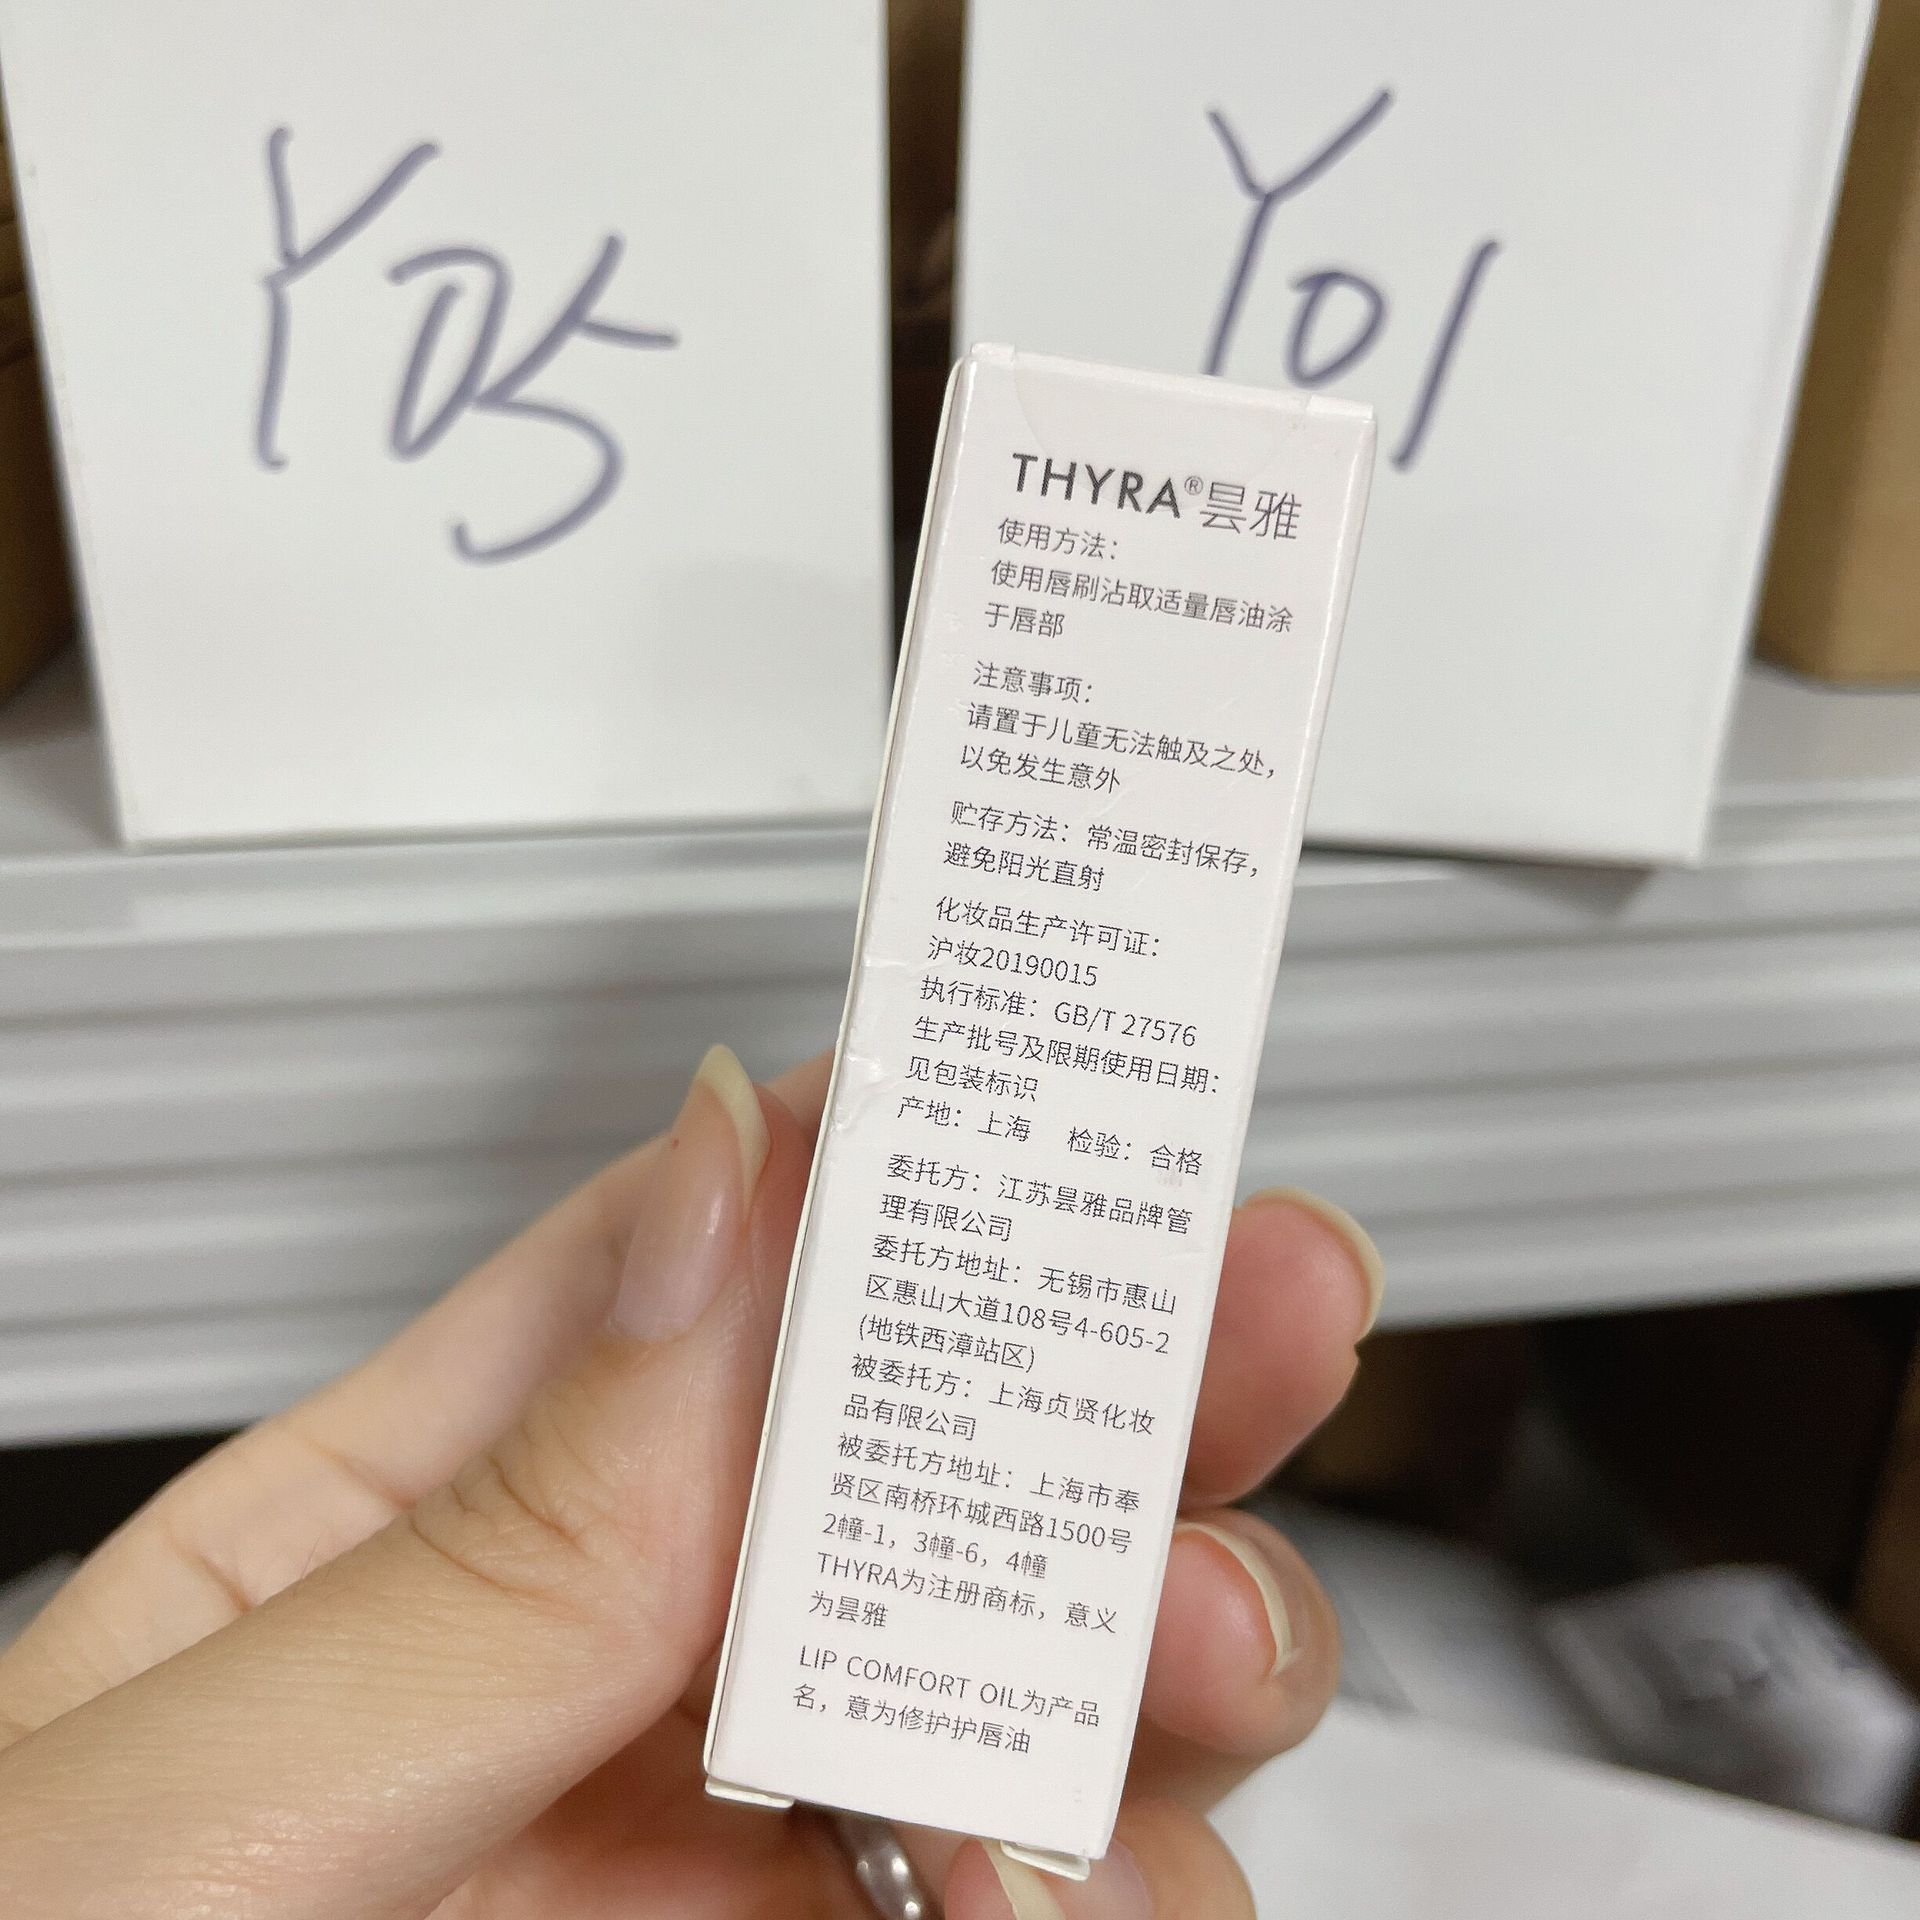 Y05
Y01
THYRA®昙雅
使用方法：
使用唇刷沾取适量唇油涂
于唇部
注意事项：
请置于儿童无法触及之处，
以免发生意外
贮存方法：常温密封保存，
避免阳光直射
化妆品生产许可证：
沪妆20190015
执行标准：GB/T 27576
生产批号及限期使用日期：
见包装标识
产地：上海 检验：合格
委托方：江苏昙雅品牌管
理有限公司
委托方地址：无锡市惠山
区惠山大道108号4-605-2
(地铁西漳站区)
被委托方：上海贞贤化妆
品有限公司
被委托方地址：上海市奉
贤区南桥环城西路1500号
2幢-1，3幢-6，4幢
THYRA为注册商标，意义
为昙雅
LIP COMFORT OIL为产品
名，意为修护护唇油